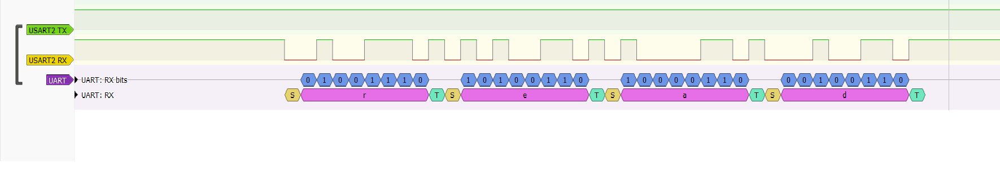 USART2 TX
USART2 RX
UART UART: RX bits 0 1 0 0 1 1 1 0 1 0 1 0 0 1 1 0 1 0 0 0 0 1 1 0 0 0 1 0 0 1 1 0
UART: RX S r T S e T S a T S d T